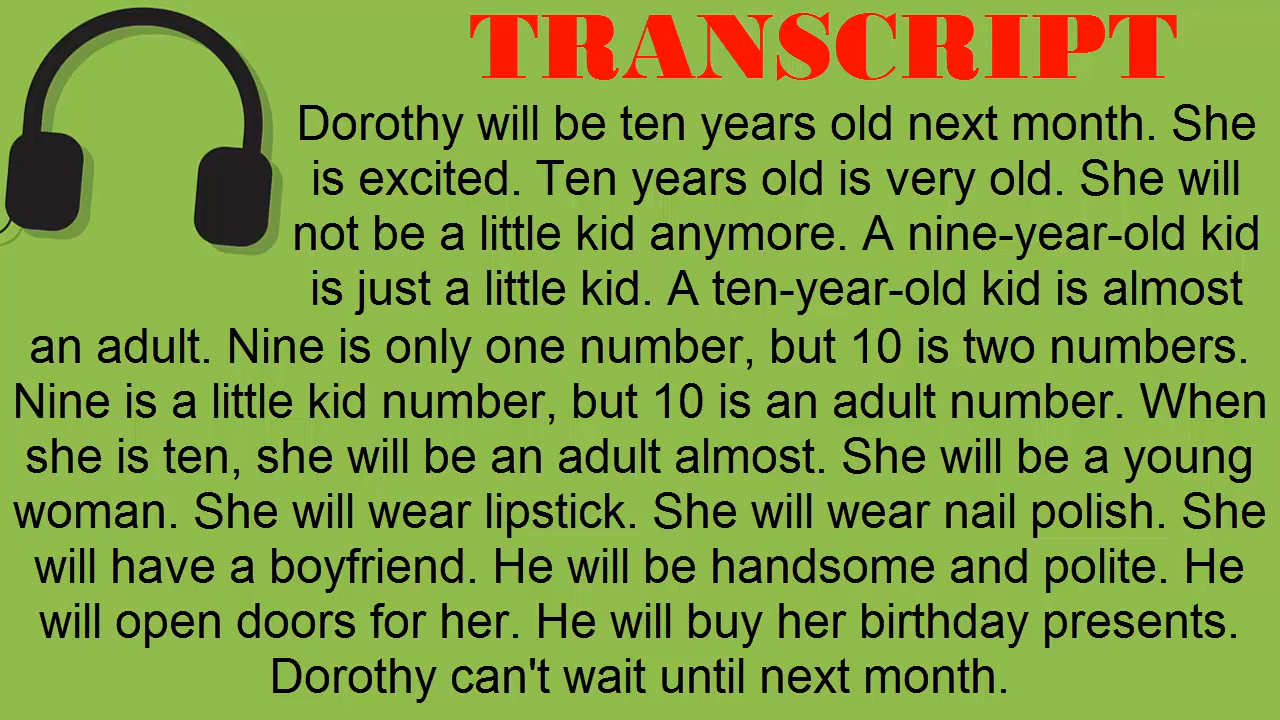 TRANSCRIPT
Dorothy will be ten years old next month. She
is excited. Ten years old is very old. She will
not be a little kid anymore. A nine-year-old kid
is just a little kid. A ten-year-old kid is almost
an adult. Nine is only one number, but 10 is two numbers.
Nine is a little kid number, but 10 is an adult number. When
she is ten, she will be an adult almost. She will be a young
woman. She will wear lipstick. She will wear nail polish. She
will have a boyfriend. He will be handsome and polite. He
will open doors for her. He will buy her birthday presents.
Dorothy can't wait until next month.